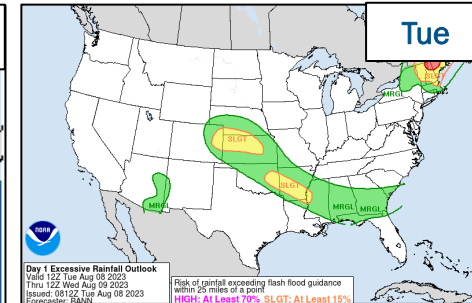 Tue
SLGT
MRGL
SLGT
SLGT
MRGL
MRGL
MRGL
NOAA
Day 1 Excessive Rainfall Outlook
Valid 12Z Tue Aug 08 2023
Thru 12Z Wed Aug 09 2023
Issued: 0812Z Tue Aug 08 2023
Forecaster: BANN
Risk of rainfall exceeding flash flood guidance
within 25 miles of a point
HIGH: At Least 70% SLGT: At Least 15%